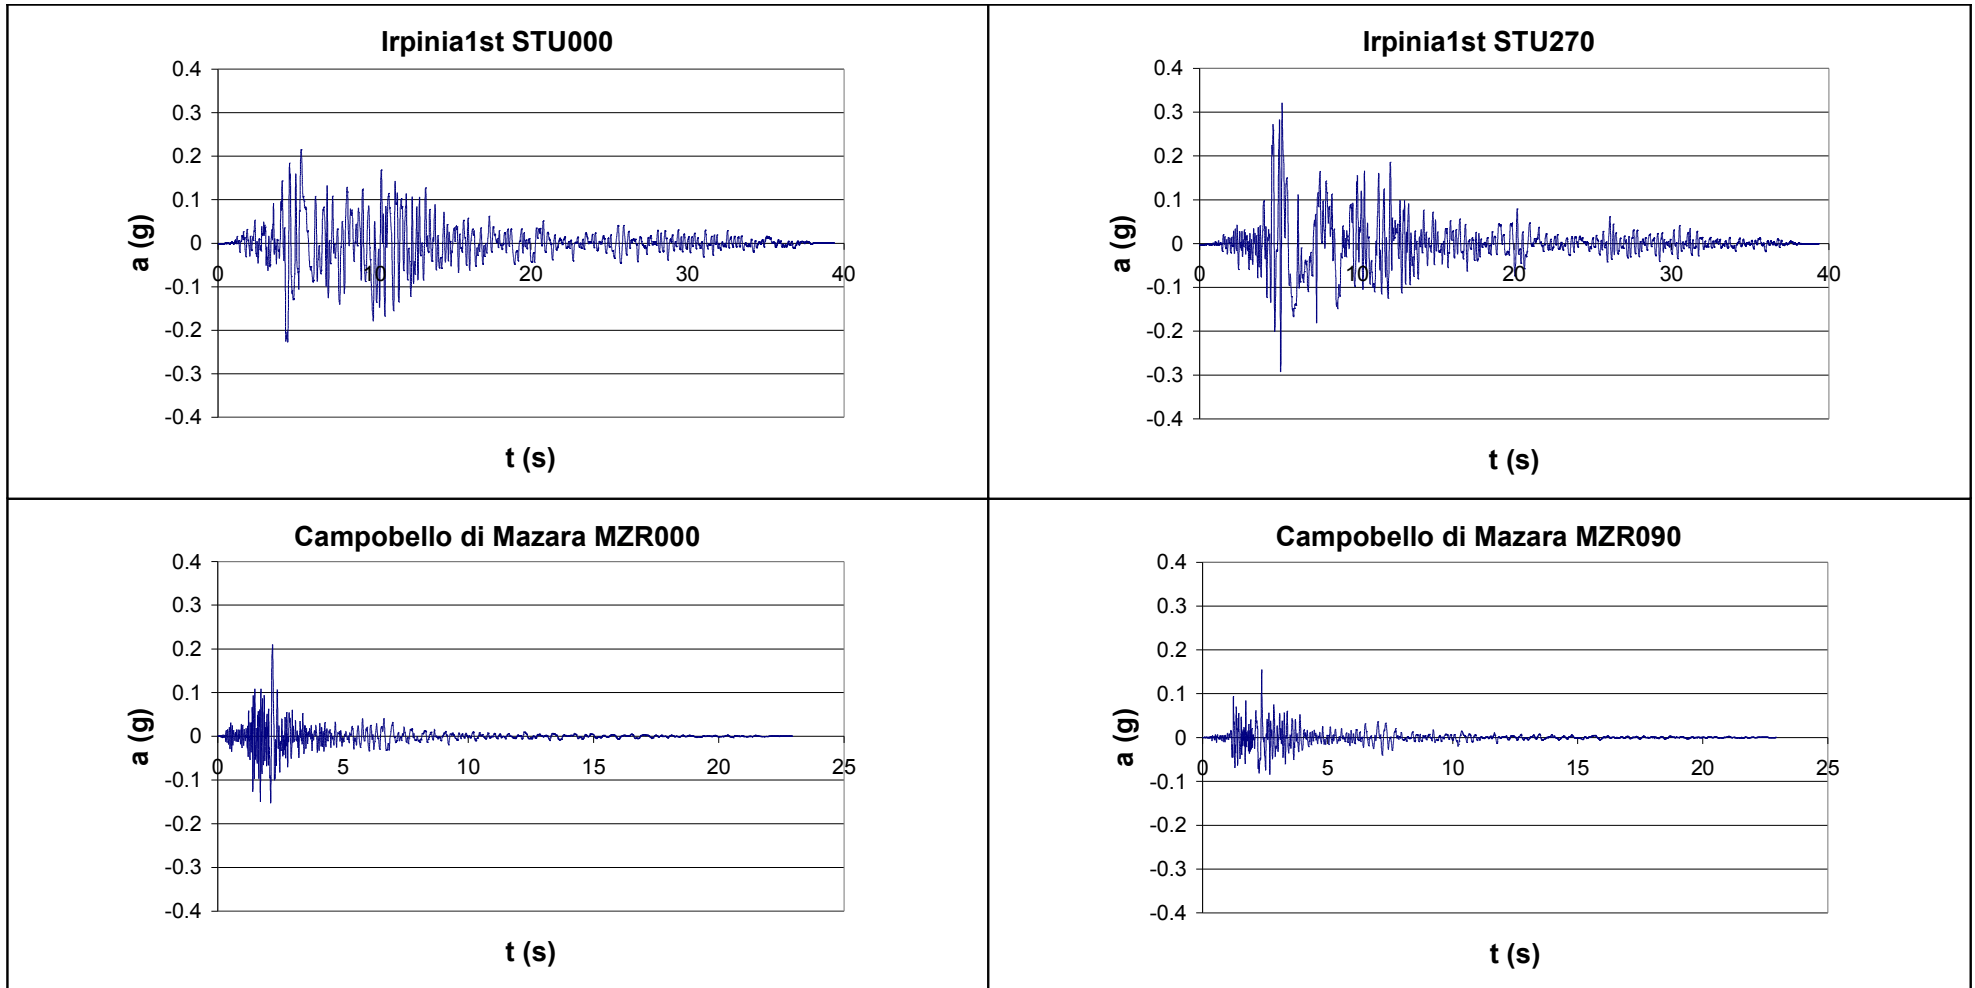 Irpinia1st STU000
0.4
0.3
0.2
0.1
0
-0.1
-0.2
-0.3
-0.4
0 10 20 30 40
a (g)
t (s)
Irpinia1st STU270
0.4
0.3
0.2
0.1
0
-0.1
-0.2
-0.3
-0.4
0 10 20 30 40
a (g)
t (s)
Campobello di Mazara MZR000
0.4
0.3
0.2
0.1
0
-0.1
-0.2
-0.3
-0.4
0 5 10 15 20 25
a (g)
t (s)
Campobello di Mazara MZR090
0.4
0.3
0.2
0.1
0
-0.1
-0.2
-0.3
-0.4
0 5 10 15 20 25
a (g)
t (s)